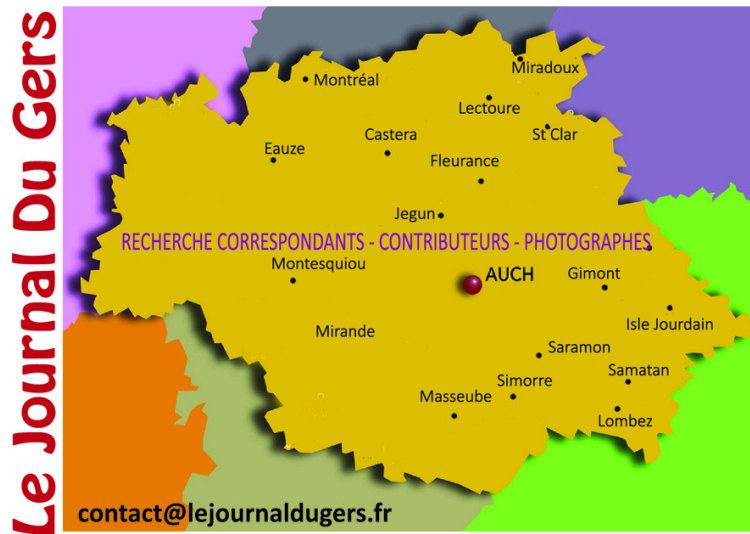 Le Journal Du Gers
Miradoux
Montréal
Lectoure
St Clar
Castera
Eauze
Fleurance
Jegun
RECHERCHE CORRESPONDANTS - CONTRIBUTEURS - PHOTOGRAPHES
Montesquiou
AUCH
Gimont
Isle Jourdain
Mirande
Saramon
Samatan
Simorre
Masseube
Lombez
contact@lejournaldugers.fr